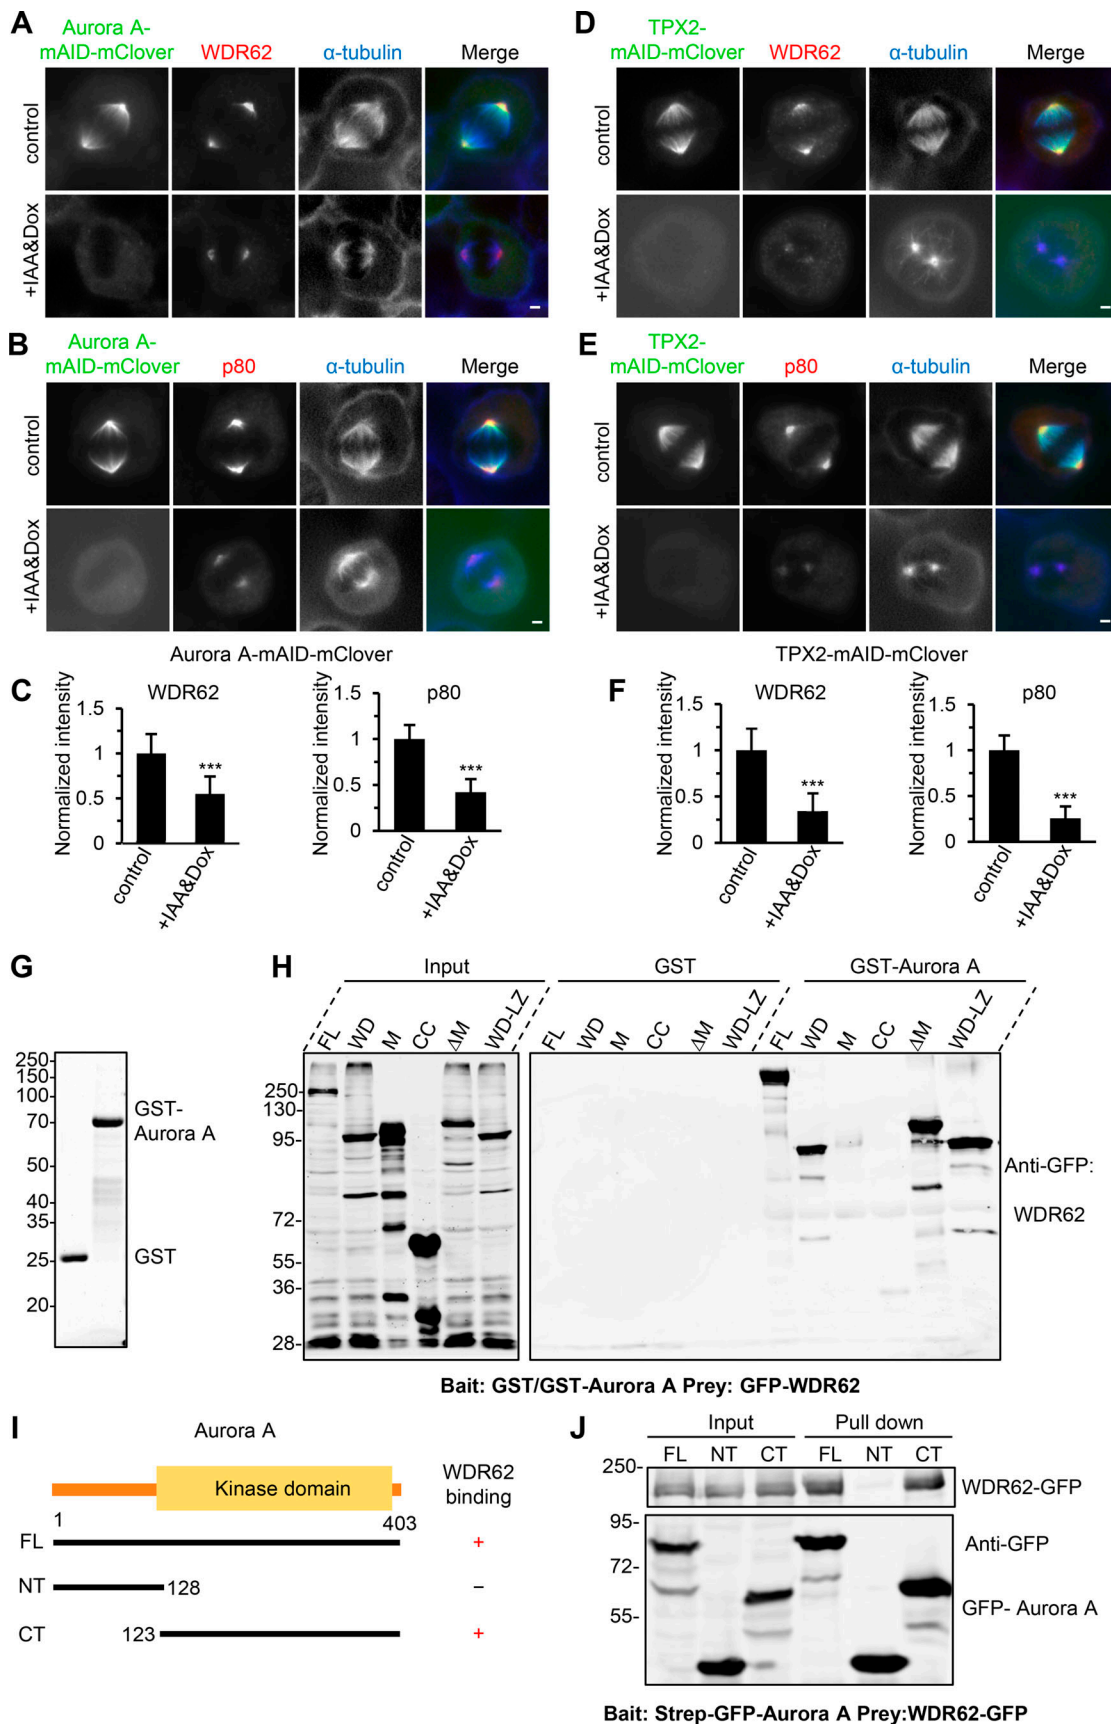 A
Aurora A-
mAID-mClover WDR62 α-tubulin Merge
control
+IAA&Dox
D
TPX2-
mAID-mClover WDR62 α-tubulin Merge
control
+IAA&Dox
B
Aurora A-
mAID-mClover p80 α-tubulin Merge
control
+IAA&Dox
E
TPX2-
mAID-mClover p80 α-tubulin Merge
control
+IAA&Dox
C
Aurora A-mAID-mClover
WDR62
Normalized intensity
1.5
1
0.5
0
***
control
+IAA&Dox
p80
Normalized intensity
1.5
1
0.5
0
***
control
+IAA&Dox
F
TPX2-mAID-mClover
WDR62
Normalized intensity
1.5
1
0.5
0
***
control
+IAA&Dox
p80
Normalized intensity
1.5
1
0.5
0
***
control
+IAA&Dox
G
250-
150-
100-
70-
50-
40-
35-
25-
20-
GST-
Aurora A
GST
H
Input GST GST-Aurora A
FL WD M CC ΔM WD-LZ FL WD M CC ΔM WD-LZ FL WD M CC ΔM WD-LZ
250-
130-
95-
72-
55-
36-
28-
Anti-GFP:
WDR62
Bait: GST/GST-Aurora A Prey: GFP-WDR62
I
Aurora A
WDR62
binding
Kinase domain
1 403
FL +
NT 128 –
CT 123 +
J
Input Pull down
FL NT CT FL NT CT
250-
WDR62-GFP
95-
72-
55-
Anti-GFP
GFP- Aurora A
Bait: Strep-GFP-Aurora A Prey:WDR62-GFP